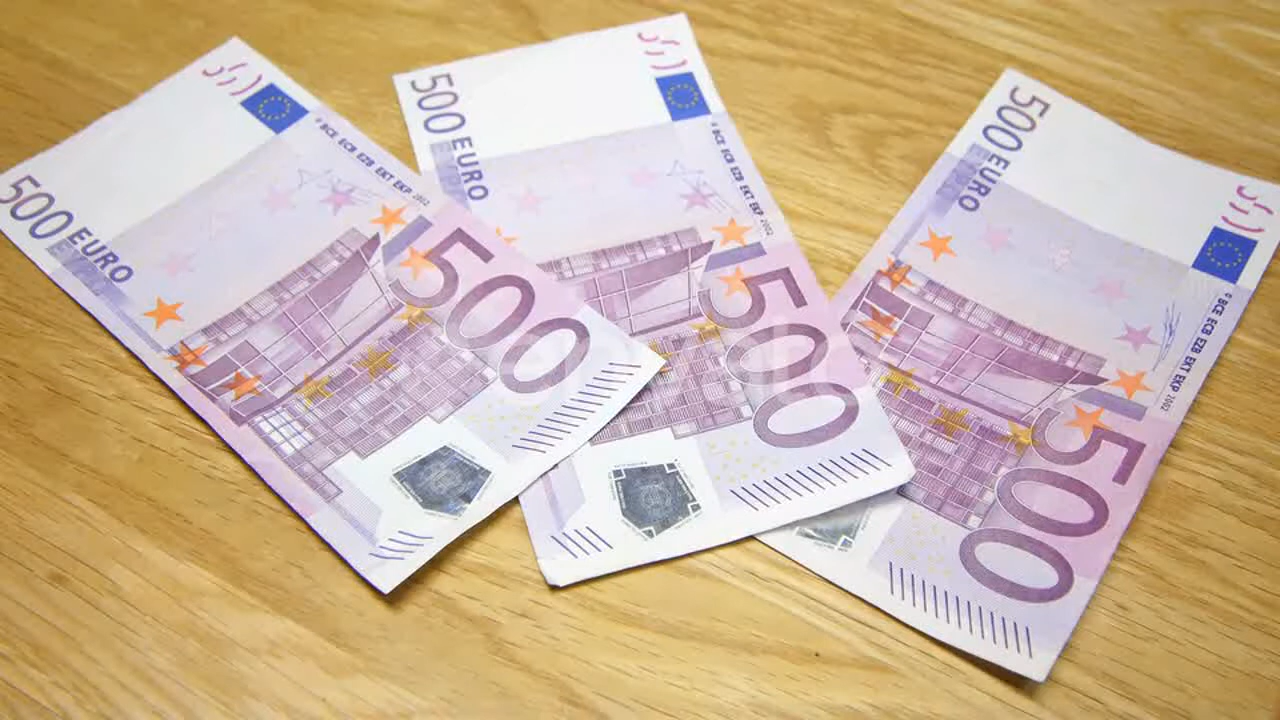 500 EURO
ΕΥΡΩ
BCE ECB EZB EKT EKP 2002
500
500 EURO
BCE ECB EZB EKT EKP 2002
500
500 EURO
© BCE ECB EZB EKT EKP 2002
500